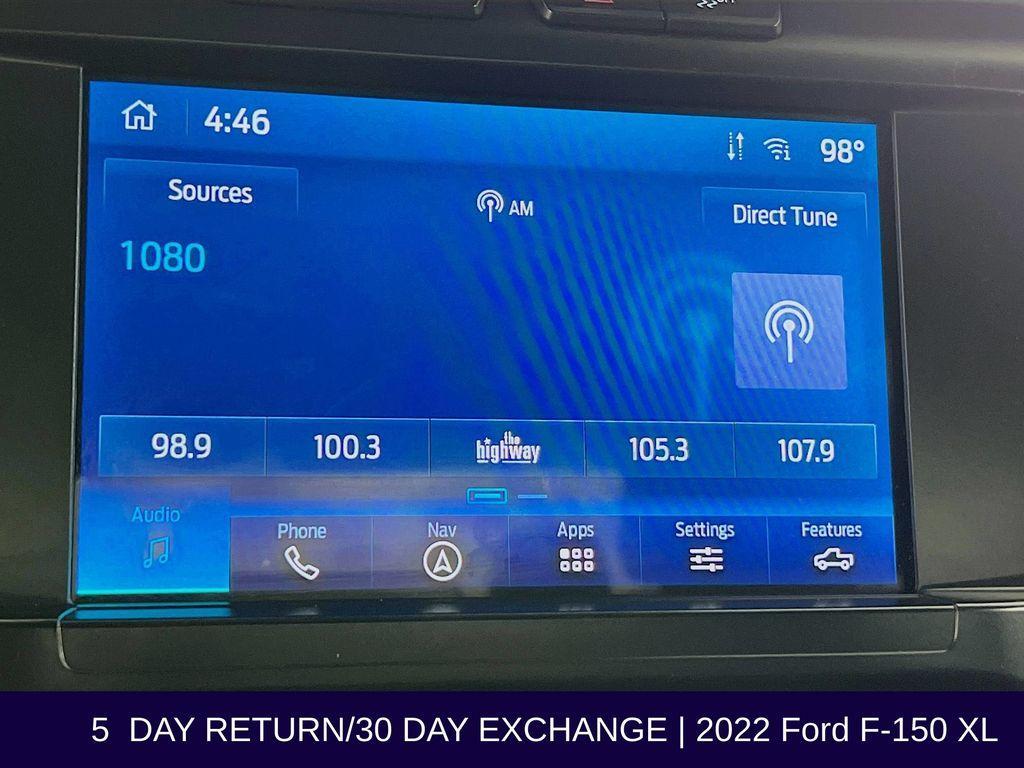 4:46
98°
Sources
AM
Direct Tune
1080
98.9
100.3
the highway
105.3
107.9
Audio
Phone
Nav
Apps
Settings
Features
5 DAY RETURN/30 DAY EXCHANGE | 2022 Ford F-150 XL